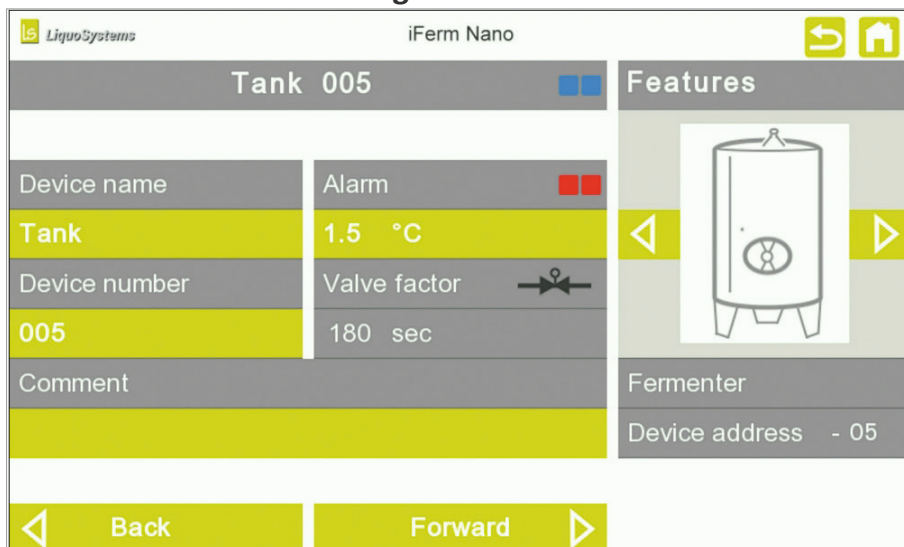 LS LiquoSystems iFerm Nano
Tank 005
Features
Device name
Alarm
Tank
1.5 °C
Device number
Valve factor
005
180 sec
Comment
Fermenter
Device address - 05
Back
Forward